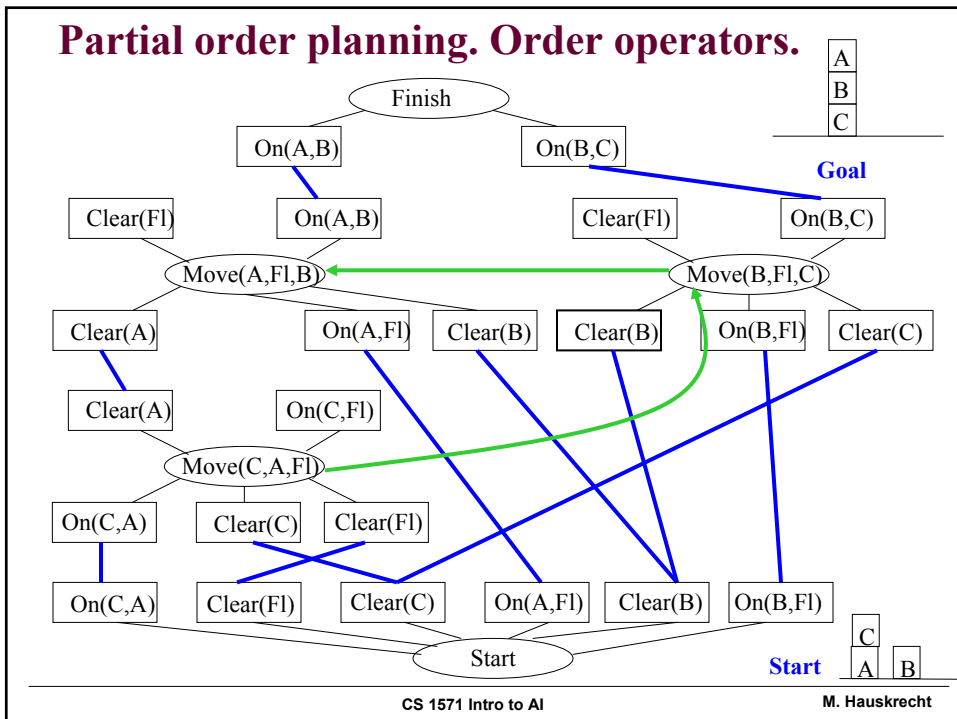 Partial order planning. Order operators.
A
B
C
Finish
On(A,B) On(B,C)
Goal
Clear(Fl) On(A,B) Clear(Fl) On(B,C)
Move(A,Fl,B) Move(B,Fl,C)
Clear(A) On(A,Fl) Clear(B) Clear(B) On(B,Fl) Clear(C)
Clear(A) On(C,Fl)
Move(C,A,Fl)
On(C,A) Clear(C) Clear(Fl)
On(C,A) Clear(Fl) Clear(C) On(A,Fl) Clear(B) On(B,Fl)
Start
C
Start A B
CS 1571 Intro to AI M. Hauskrecht